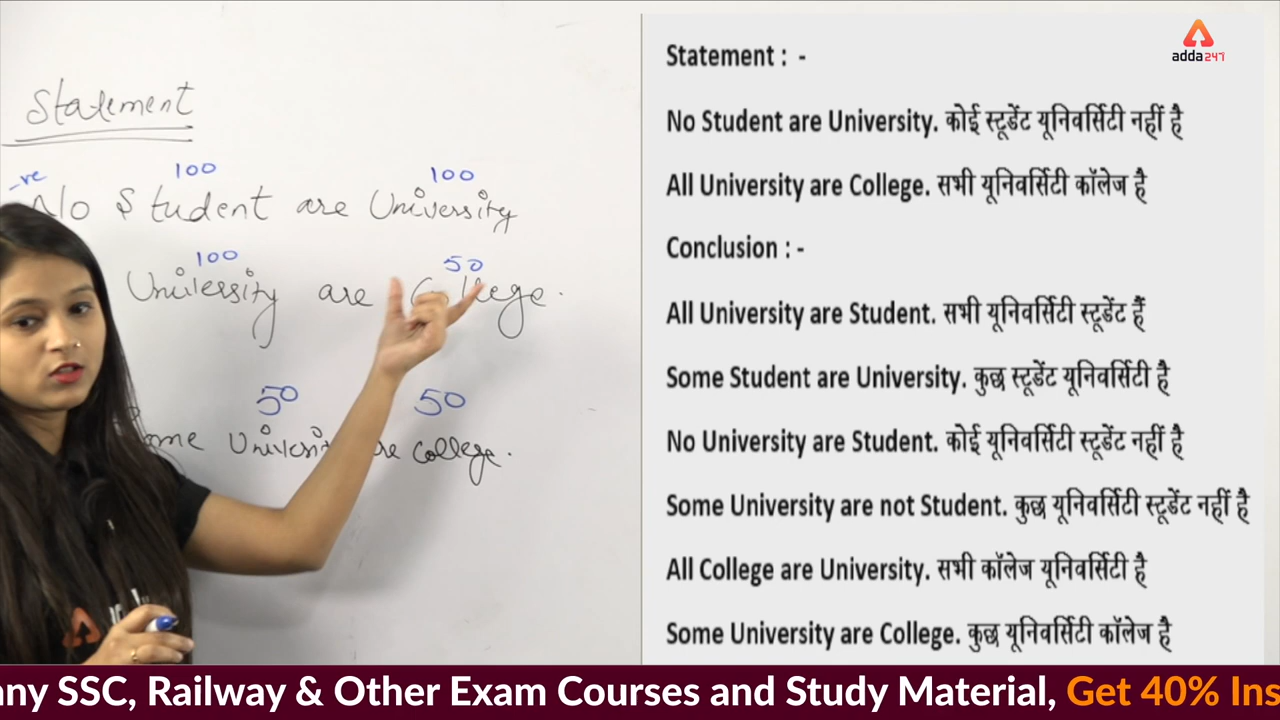 Statement
-ve 100 100
No Student are University
100 50
University are College.
50 50
Some University are college.
adda247
Statement : -
No Student are University. कोई स्टूडेंट यूनिवर्सिटी नहीं है
All University are College. सभी यूनिवर्सिटी कॉलेज है
Conclusion : -
All University are Student. सभी यूनिवर्सिटी स्टूडेंट हैं
Some Student are University. कुछ स्टूडेंट यूनिवर्सिटी है
No University are Student. कोई यूनिवर्सिटी स्टूडेंट नहीं है
Some University are not Student. कुछ यूनिवर्सिटी स्टूडेंट नहीं है
All College are University. सभी कॉलेज यूनिवर्सिटी है
Some University are College. कुछ यूनिवर्सिटी कॉलेज है
any SSC, Railway & Other Exam Courses and Study Material, Get 40% Ins